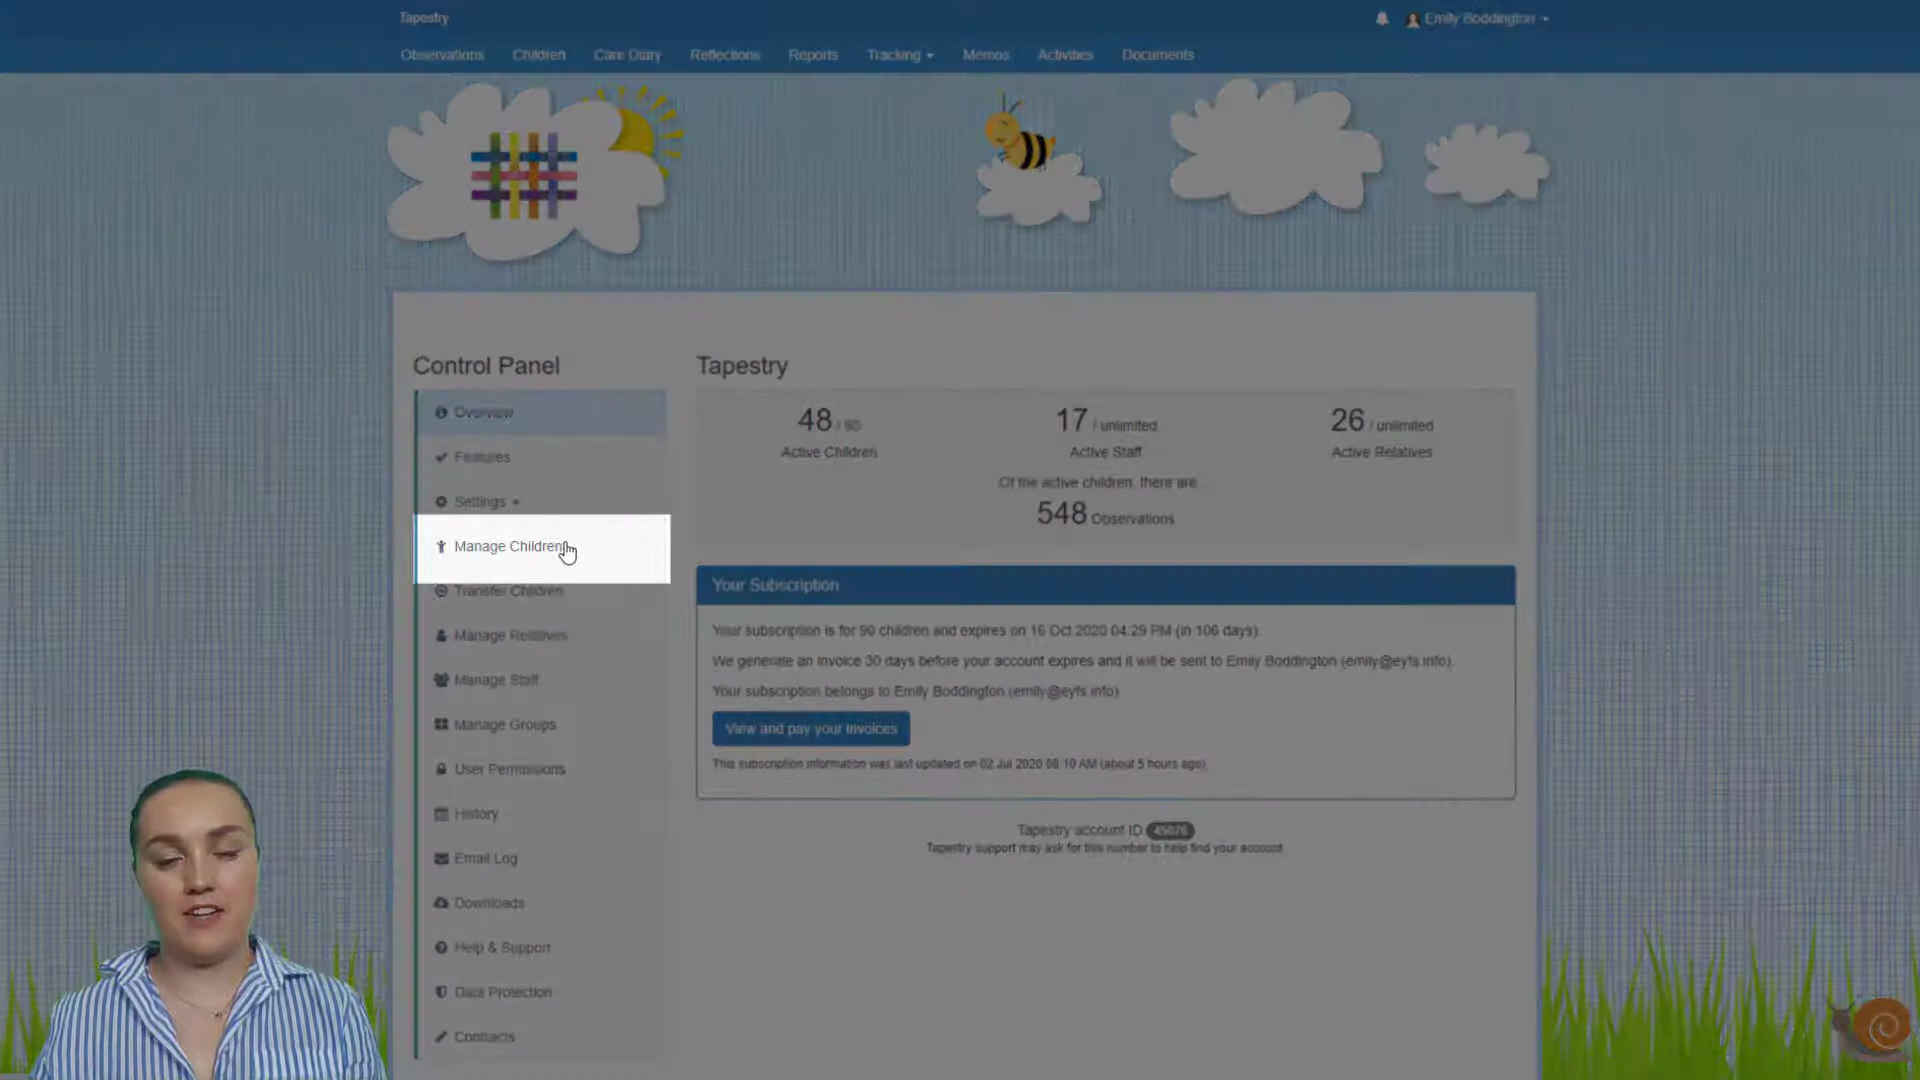 Tapestry
Emily Boddington
Observations Children Care Diary Reflections Reports Tracking Memos Activities Documents
Control Panel
Overview
Features
Settings
Manage Children
Transfer Children
Manage Relatives
Manage Staff
Manage Groups
User Permissions
History
Email Log
Downloads
Help & Support
Data Protection
Contracts
Tapestry
48 / 90
Active Children
17 / unlimited
Active Staff
26 / unlimited
Active Relatives
Of the active children, there are...
548 Observations
Your Subscription
Your subscription is for 90 children and expires on 16 Oct 2020 04:29 PM (in 106 days).
We generate an invoice 30 days before your account expires and it will be sent to Emily Boddington (emily@eyfs.info).
Your subscription belongs to Emily Boddington (emily@eyfs.info)
View and pay your invoices
This subscription information was last updated on 02 Jul 2020 08:10 AM (about 5 hours ago).
Tapestry account ID 45076
Tapestry support may ask for this number to help find your account